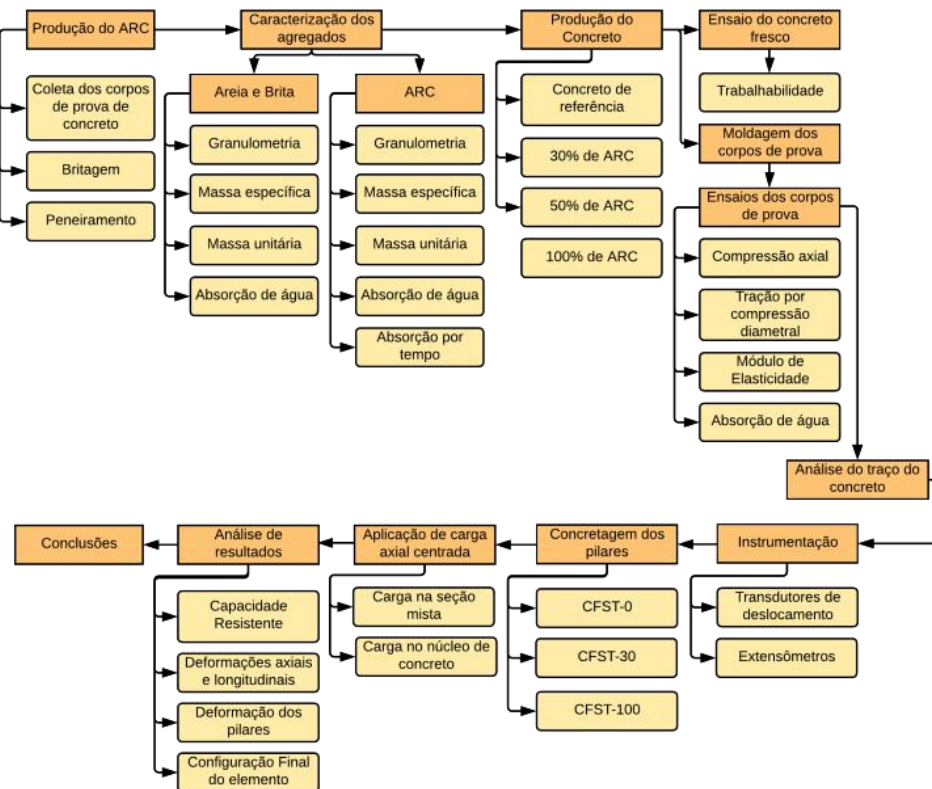 Produção do ARC
Coleta dos corpos
de prova de
concreto
Britagem
Peneiramento
Caracterização dos
agregados
Areia e Brita
Granulometria
Massa específica
Massa unitária
Absorção de água
ARC
Granulometria
Massa específica
Massa unitária
Absorção de água
Absorção por
tempo
Produção do
Concreto
Concreto de
referência
30% de ARC
50% de ARC
100% de ARC
Ensaio do concreto
fresco
Trabalhabilidade
Moldagem dos
corpos de prova
Ensaios dos corpos
de prova
Compressão axial
Tração por
compressão
diametral
Módulo de
Elasticidade
Absorção de água
Análise do traço do
concreto
Instrumentação
Transdutores de
deslocamento
Extensômetros
Concretagem dos
pilares
CFST-0
CFST-30
CFST-100
Aplicação de carga
axial centrada
Carga na seção
mista
Carga no núcleo de
concreto
Análise de
resultados
Capacidade
Resistente
Deformações axiais
e longitudinais
Deformação dos
pilares
Configuração Final
do elemento
Conclusões